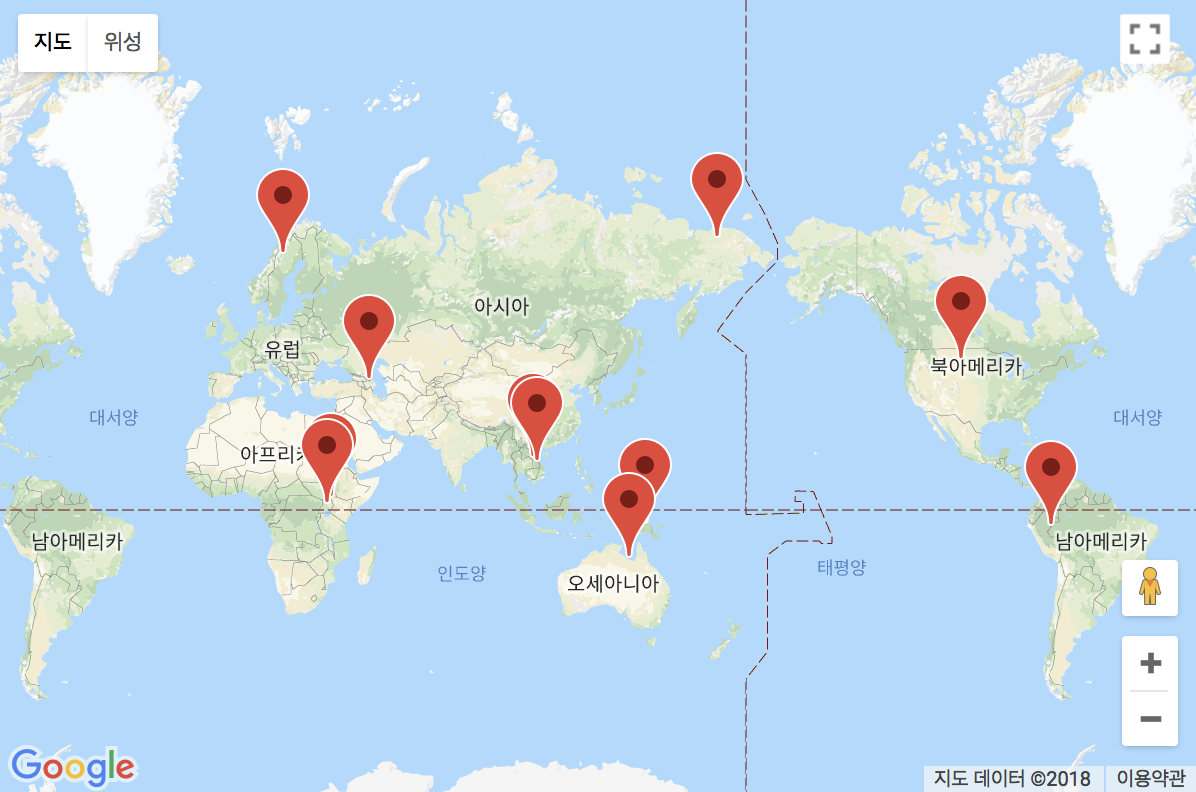 지도 위성
아시아
유럽
북아메리카
대서양
대서양
아프리카
남아메리카
남아메리카
인도양
태평양
오세아니아
Google
지도 데이터 ©2018 이용약관